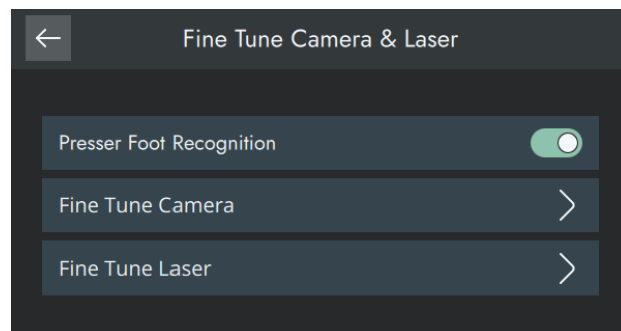 Fine Tune Camera & Laser
Presser Foot Recognition
Fine Tune Camera
Fine Tune Laser